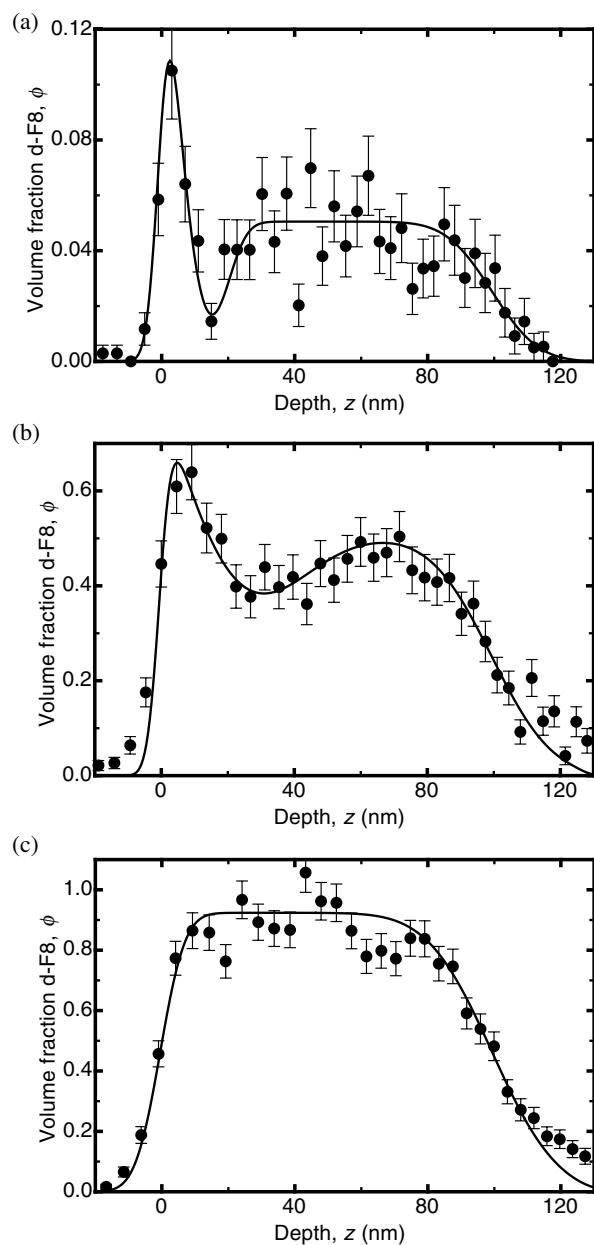 (a)
0.12
0.08
0.04
0.00
Volume fraction d-F8, ϕ
0 40 80 120
Depth, z (nm)
(b)
0.6
0.4
0.2
0.0
Volume fraction d-F8, ϕ
0 40 80 120
Depth, z (nm)
(c)
1.0
0.8
0.6
0.4
0.2
0.0
Volume fraction d-F8, ϕ
0 40 80 120
Depth, z (nm)